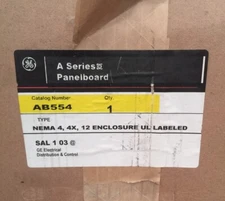 A Series III
Panelboard
Catalog Number
Qty
AB554
1
TYPE
NEMA 4, 4X, 12 ENCLOSURE UL LABELED
SAL 1 03
GE Electrical
Distribution & Control